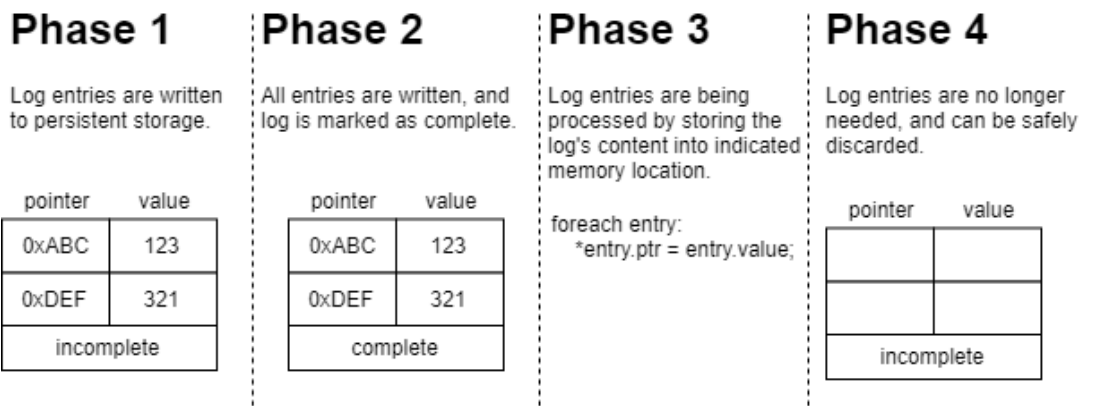 Phase 1
Log entries are written
to persistent storage.
pointer value
0xABC 123
0xDEF 321
incomplete
Phase 2
All entries are written, and
log is marked as complete.
pointer value
0xABC 123
0xDEF 321
complete
Phase 3
Log entries are being
processed by storing the
log's content into indicated
memory location.
foreach entry:
*entry.ptr = entry.value;
Phase 4
Log entries are no longer
needed, and can be safely
discarded.
pointer value
incomplete